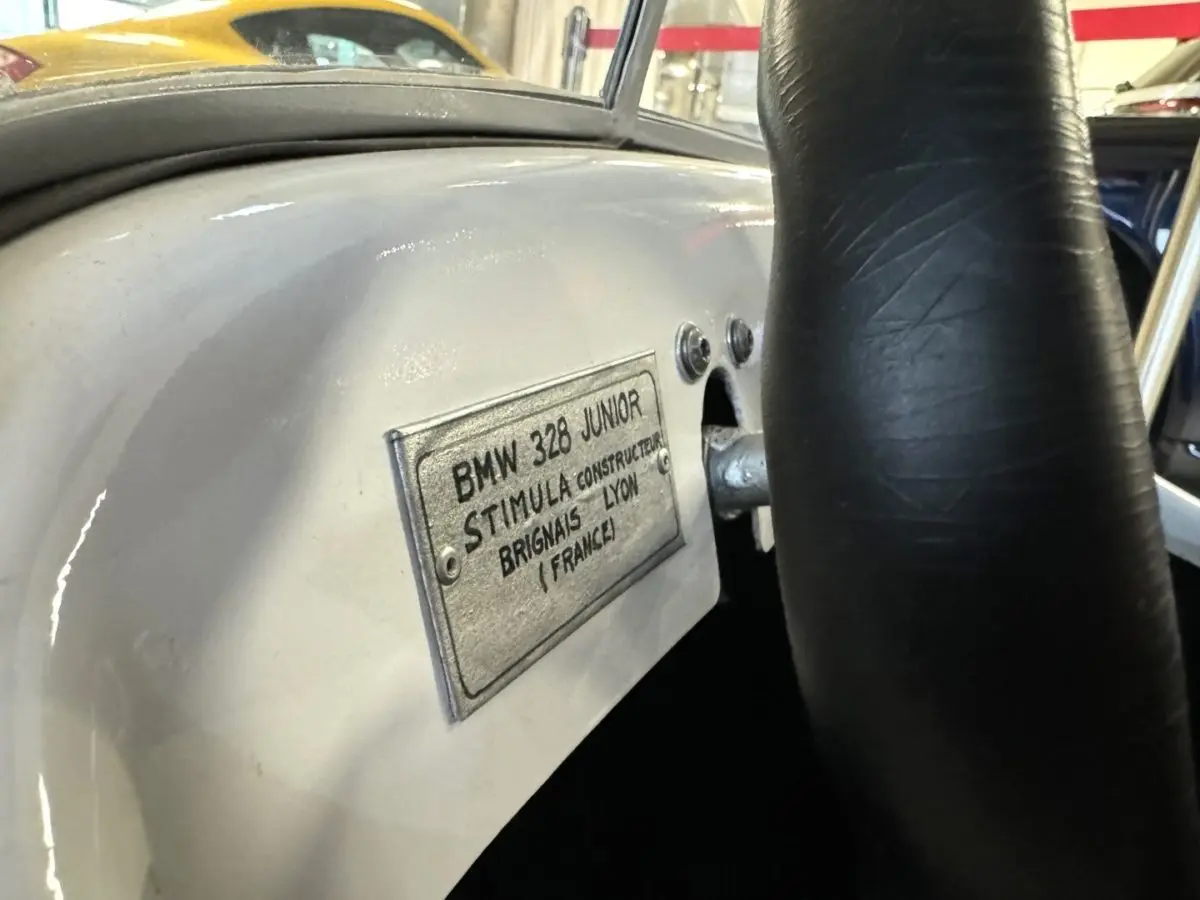 BMW 328 JUNIOR
STIMULA CONSTRUCTEUR
BRIGNAIS LYON
(FRANCE)